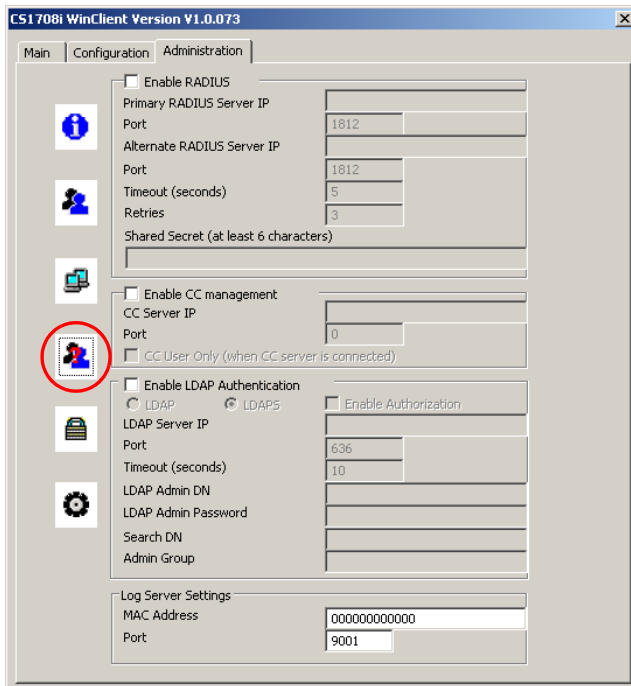 CS1708i WinClient Version V1.0.073
Main Configuration Administration
Enable RADIUS
Primary RADIUS Server IP
Port 1812
Alternate RADIUS Server IP
Port 1812
Timeout (seconds) 5
Retries 3
Shared Secret (at least 6 characters)
Enable CC management
CC Server IP
Port 0
CC User Only (when CC server is connected)
Enable LDAP Authentication
LDAP LDAPS Enable Authorization
LDAP Server IP
Port 636
Timeout (seconds) 10
LDAP Admin DN
LDAP Admin Password
Search DN
Admin Group
Log Server Settings
MAC Address 000000000000
Port 9001